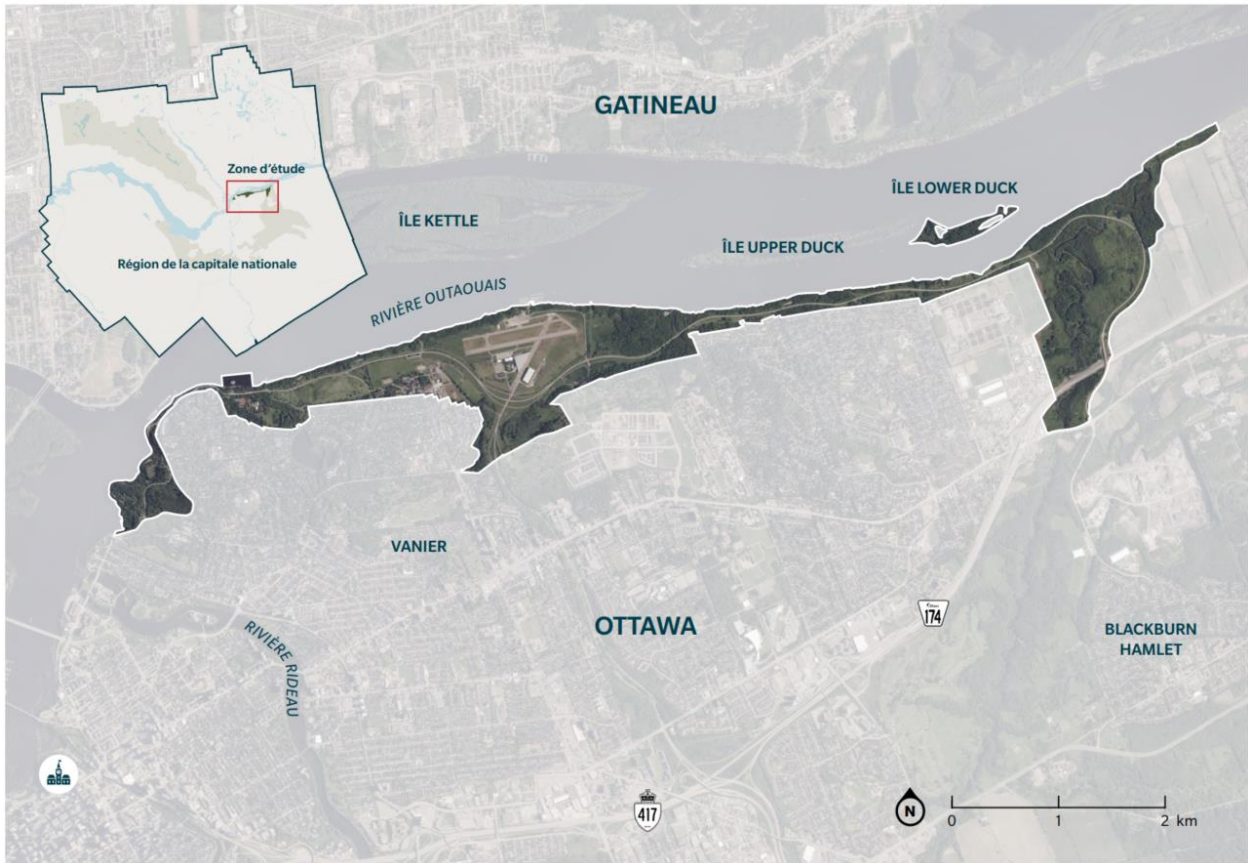 GATINEAU
Zone d'étude
ÎLE LOWER DUCK
ÎLE KETTLE
ÎLE UPPER DUCK
Région de la capitale nationale
RIVIÈRE OUTAOUAIS
VANIER
OTTAWA
Ottawa
174
RIVIÈRE RIDEAU
BLACKBURN
HAMLET
417
N
0 1 2 km